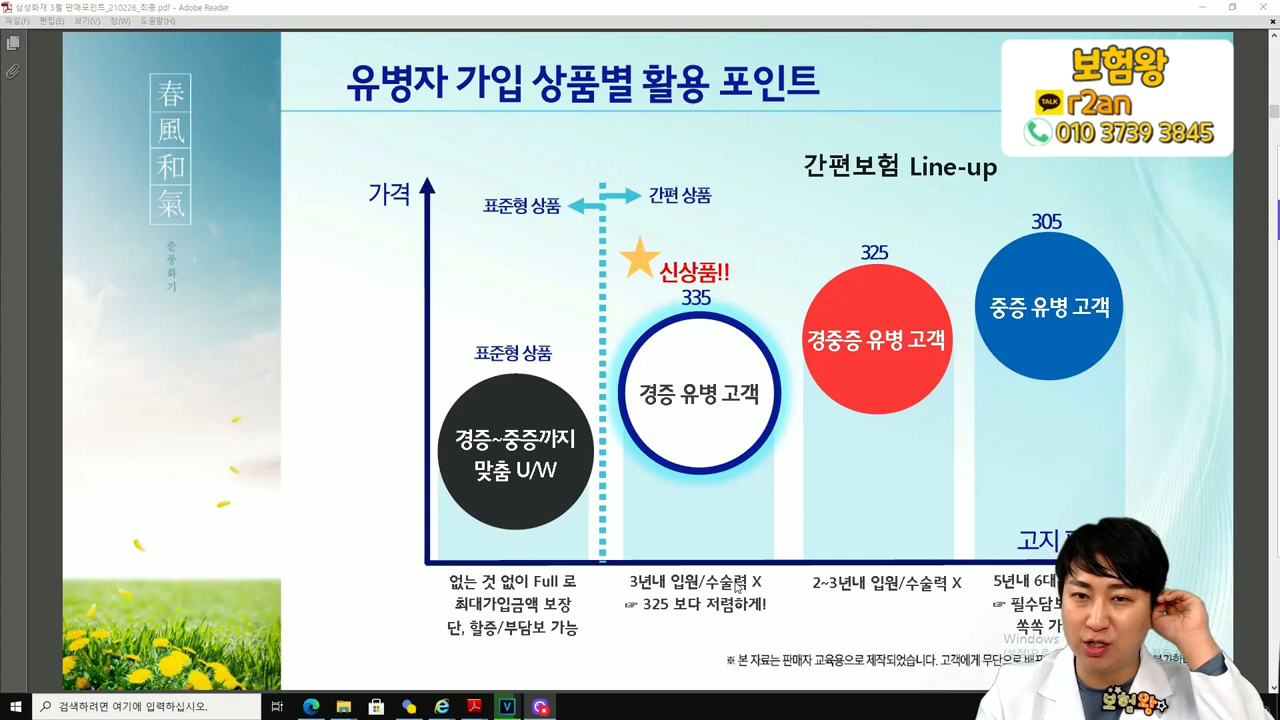 삼성화재 3월 판매포인트_210226_최종.pdf - Adobe Reader
파일(F) 편집(E) 보기(V) 창(W) 도움말(H)
春
風
和
氣
춘풍화기
유병자 가입 상품별 활용 포인트
보험왕
TALK r2an
010 3739 3845
간편보험 Line-up
가격
표준형 상품
간편 상품
신상품!!
335
325
305
표준형 상품
경증~중증까지
맞춤 U/W
경증 유병 고객
경중증 유병 고객
중증 유병 고객
고지
없는 것 없이 Full 로
최대가입금액 보장
단, 할증/부담보 가능
3년내 입원/수술력 X
☞ 325 보다 저렴하게!
2~3년내 입원/수술력 X
5년내 6대
☞ 필수담보
쏙쏙
Windows
※ 본 자료는 판매자 교육용으로 제작되었습니다. 고객에게 무단으로
보험왕
검색하려면 여기에 입력하십시오.